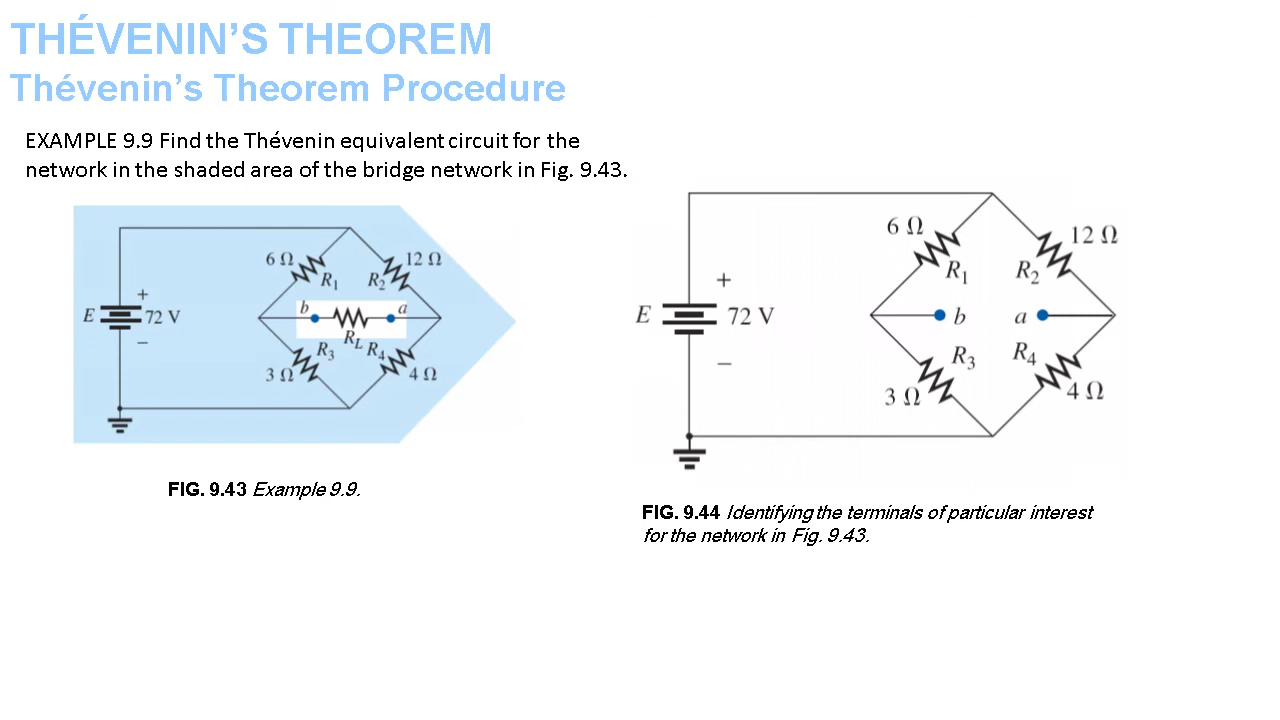 THÉVENIN'S THEOREM
Thévenin's Theorem Procedure
EXAMPLE 9.9 Find the Thévenin equivalent circuit for the
network in the shaded area of the bridge network in Fig. 9.43.
6 Ω
12 Ω
R1
R2
b
a
E
+
72 V
−
RL
R3
R4
3 Ω
4 Ω
FIG. 9.43 Example 9.9.
6 Ω
12 Ω
R1
R2
+
E
72 V
b
a
−
R3
R4
3 Ω
4 Ω
FIG. 9.44 Identifying the terminals of particular interest
for the network in Fig. 9.43.